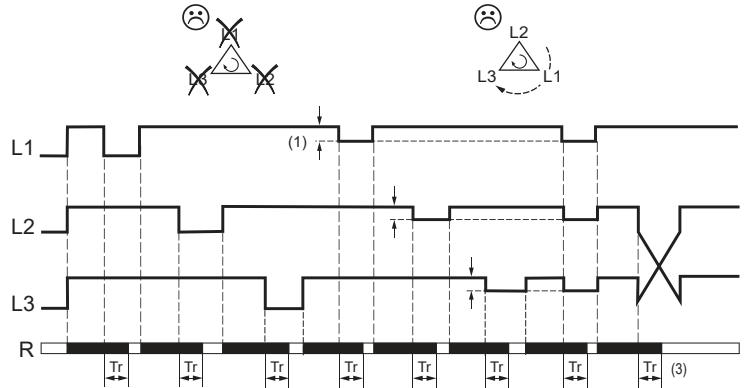 L1
L3 L2
L2
L3 L1
L1
(1)
L2
L3
R
Tr Tr Tr Tr Tr Tr Tr Tr (3)